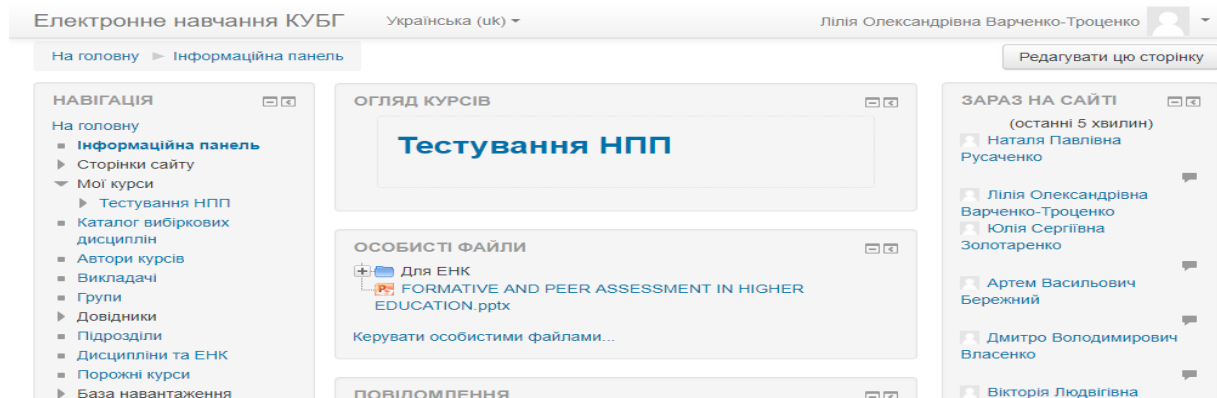 Електронне навчання КУБГ
Українська (uk)
Лілія Олександрівна Варченко-Троценко
На головну
Інформаційна панель
Редагувати цю сторінку
НАВІГАЦІЯ
На головну
Інформаційна панель
Сторінки сайту
Мої курси
Тестування НПП
Каталог вибіркових
дисциплін
Автори курсів
Викладачі
Групи
Довідники
Підрозділи
Дисципліни та ЕНК
Порожні курси
База навантаження
ОГЛЯД КУРСІВ
Тестування НПП
ОСОБИСТІ ФАЙЛИ
Для ЕНК
FORMATIVE AND PEER ASSESSMENT IN HIGHER
EDUCATION.pptx
Керувати особистими файлами...
ПОВІДОМЛЕННЯ
ЗАРАЗ НА САЙТІ
(останні 5 хвилин)
Наталя Павлівна
Русаченко
Лілія Олександрівна
Варченко-Троценко
Юлія Сергіївна
Золотаренко
Артем Васильович
Бережний
Дмитро Володимирович
Власенко
Вікторія Людвігівна